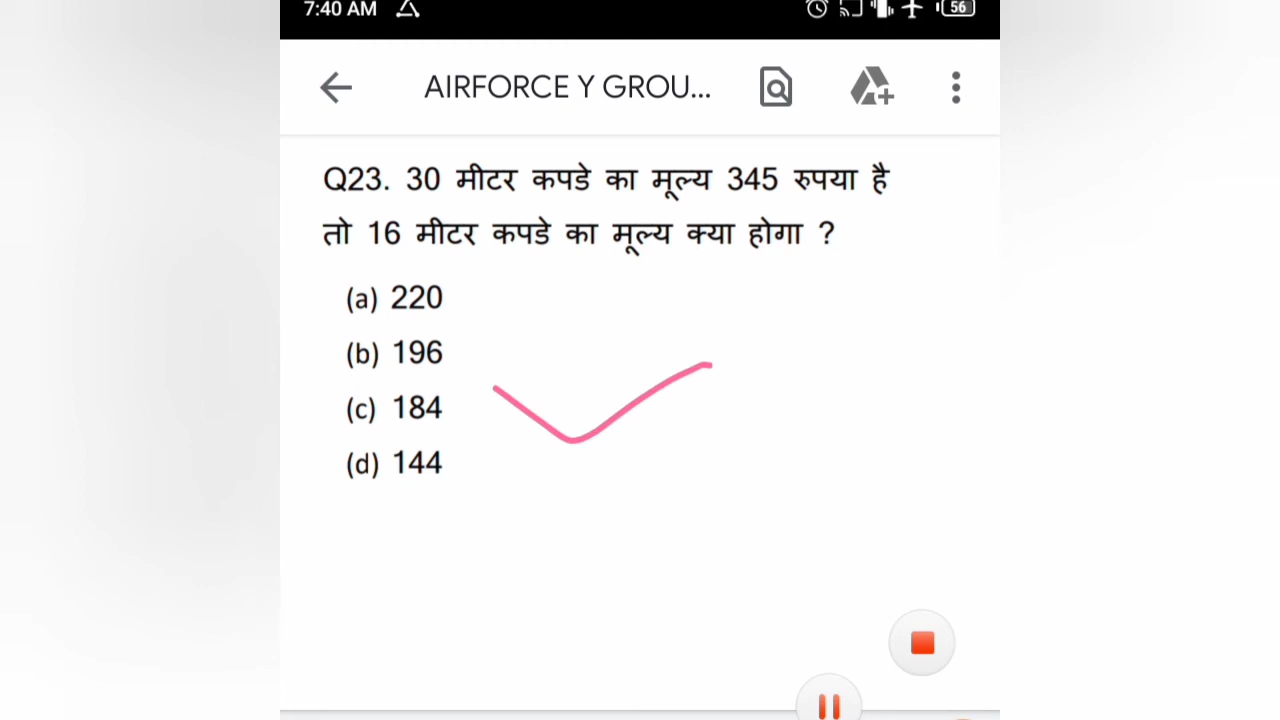 7:40 AM
56
AIRFORCE Y GROU...
Q23. 30 मीटर कपडे का मूल्य 345 रुपया है
तो 16 मीटर कपडे का मूल्य क्या होगा ?
(a) 220
(b) 196
(c) 184
(d) 144